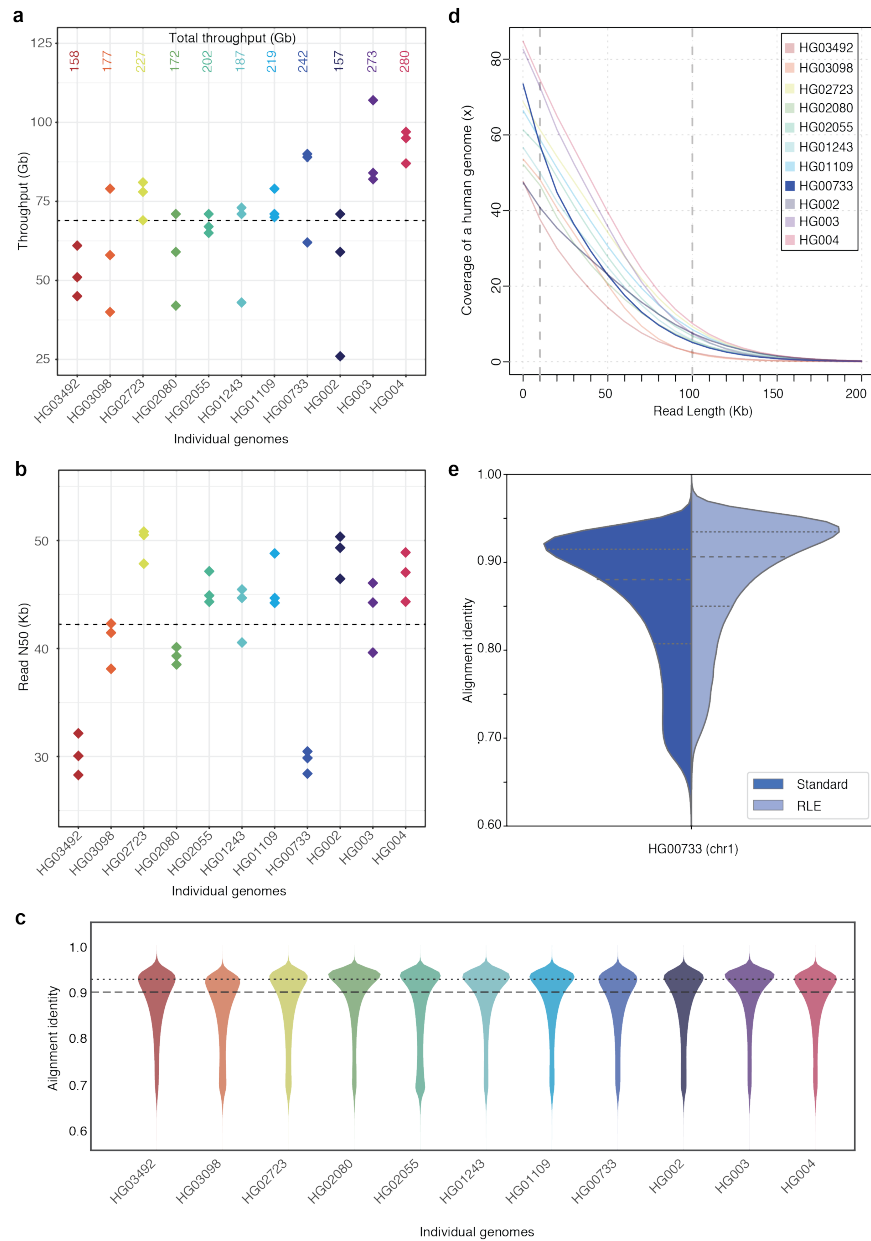 a
Total throughput (Gb)
158 177 227 172 202 187 219 242 157 273 280
125
100
75
50
25
Throughput (Gb)
HG03492 HG03098 HG02723 HG02080 HG02055 HG01243 HG01109 HG00733 HG002 HG003 HG004
Individual genomes
d
80
60
40
20
0
Coverage of a human genome (x)
HG03492
HG03098
HG02723
HG02080
HG02055
HG01243
HG01109
HG00733
HG002
HG003
HG004
0 50 100 150 200
Read Length (Kb)
b
50
40
30
Read N50 (Kb)
HG03492 HG03098 HG02723 HG02080 HG02055 HG01243 HG01109 HG00733 HG002 HG003 HG004
Individual genomes
e
1.00
0.90
0.80
0.70
0.60
Alignment identity
Standard
RLE
HG00733 (chr1)
c
1.0
0.9
0.8
0.7
0.6
Ailgnment identity
HG03492 HG03098 HG02723 HG02080 HG02055 HG01243 HG01109 HG00733 HG002 HG003 HG004
Individual genomes